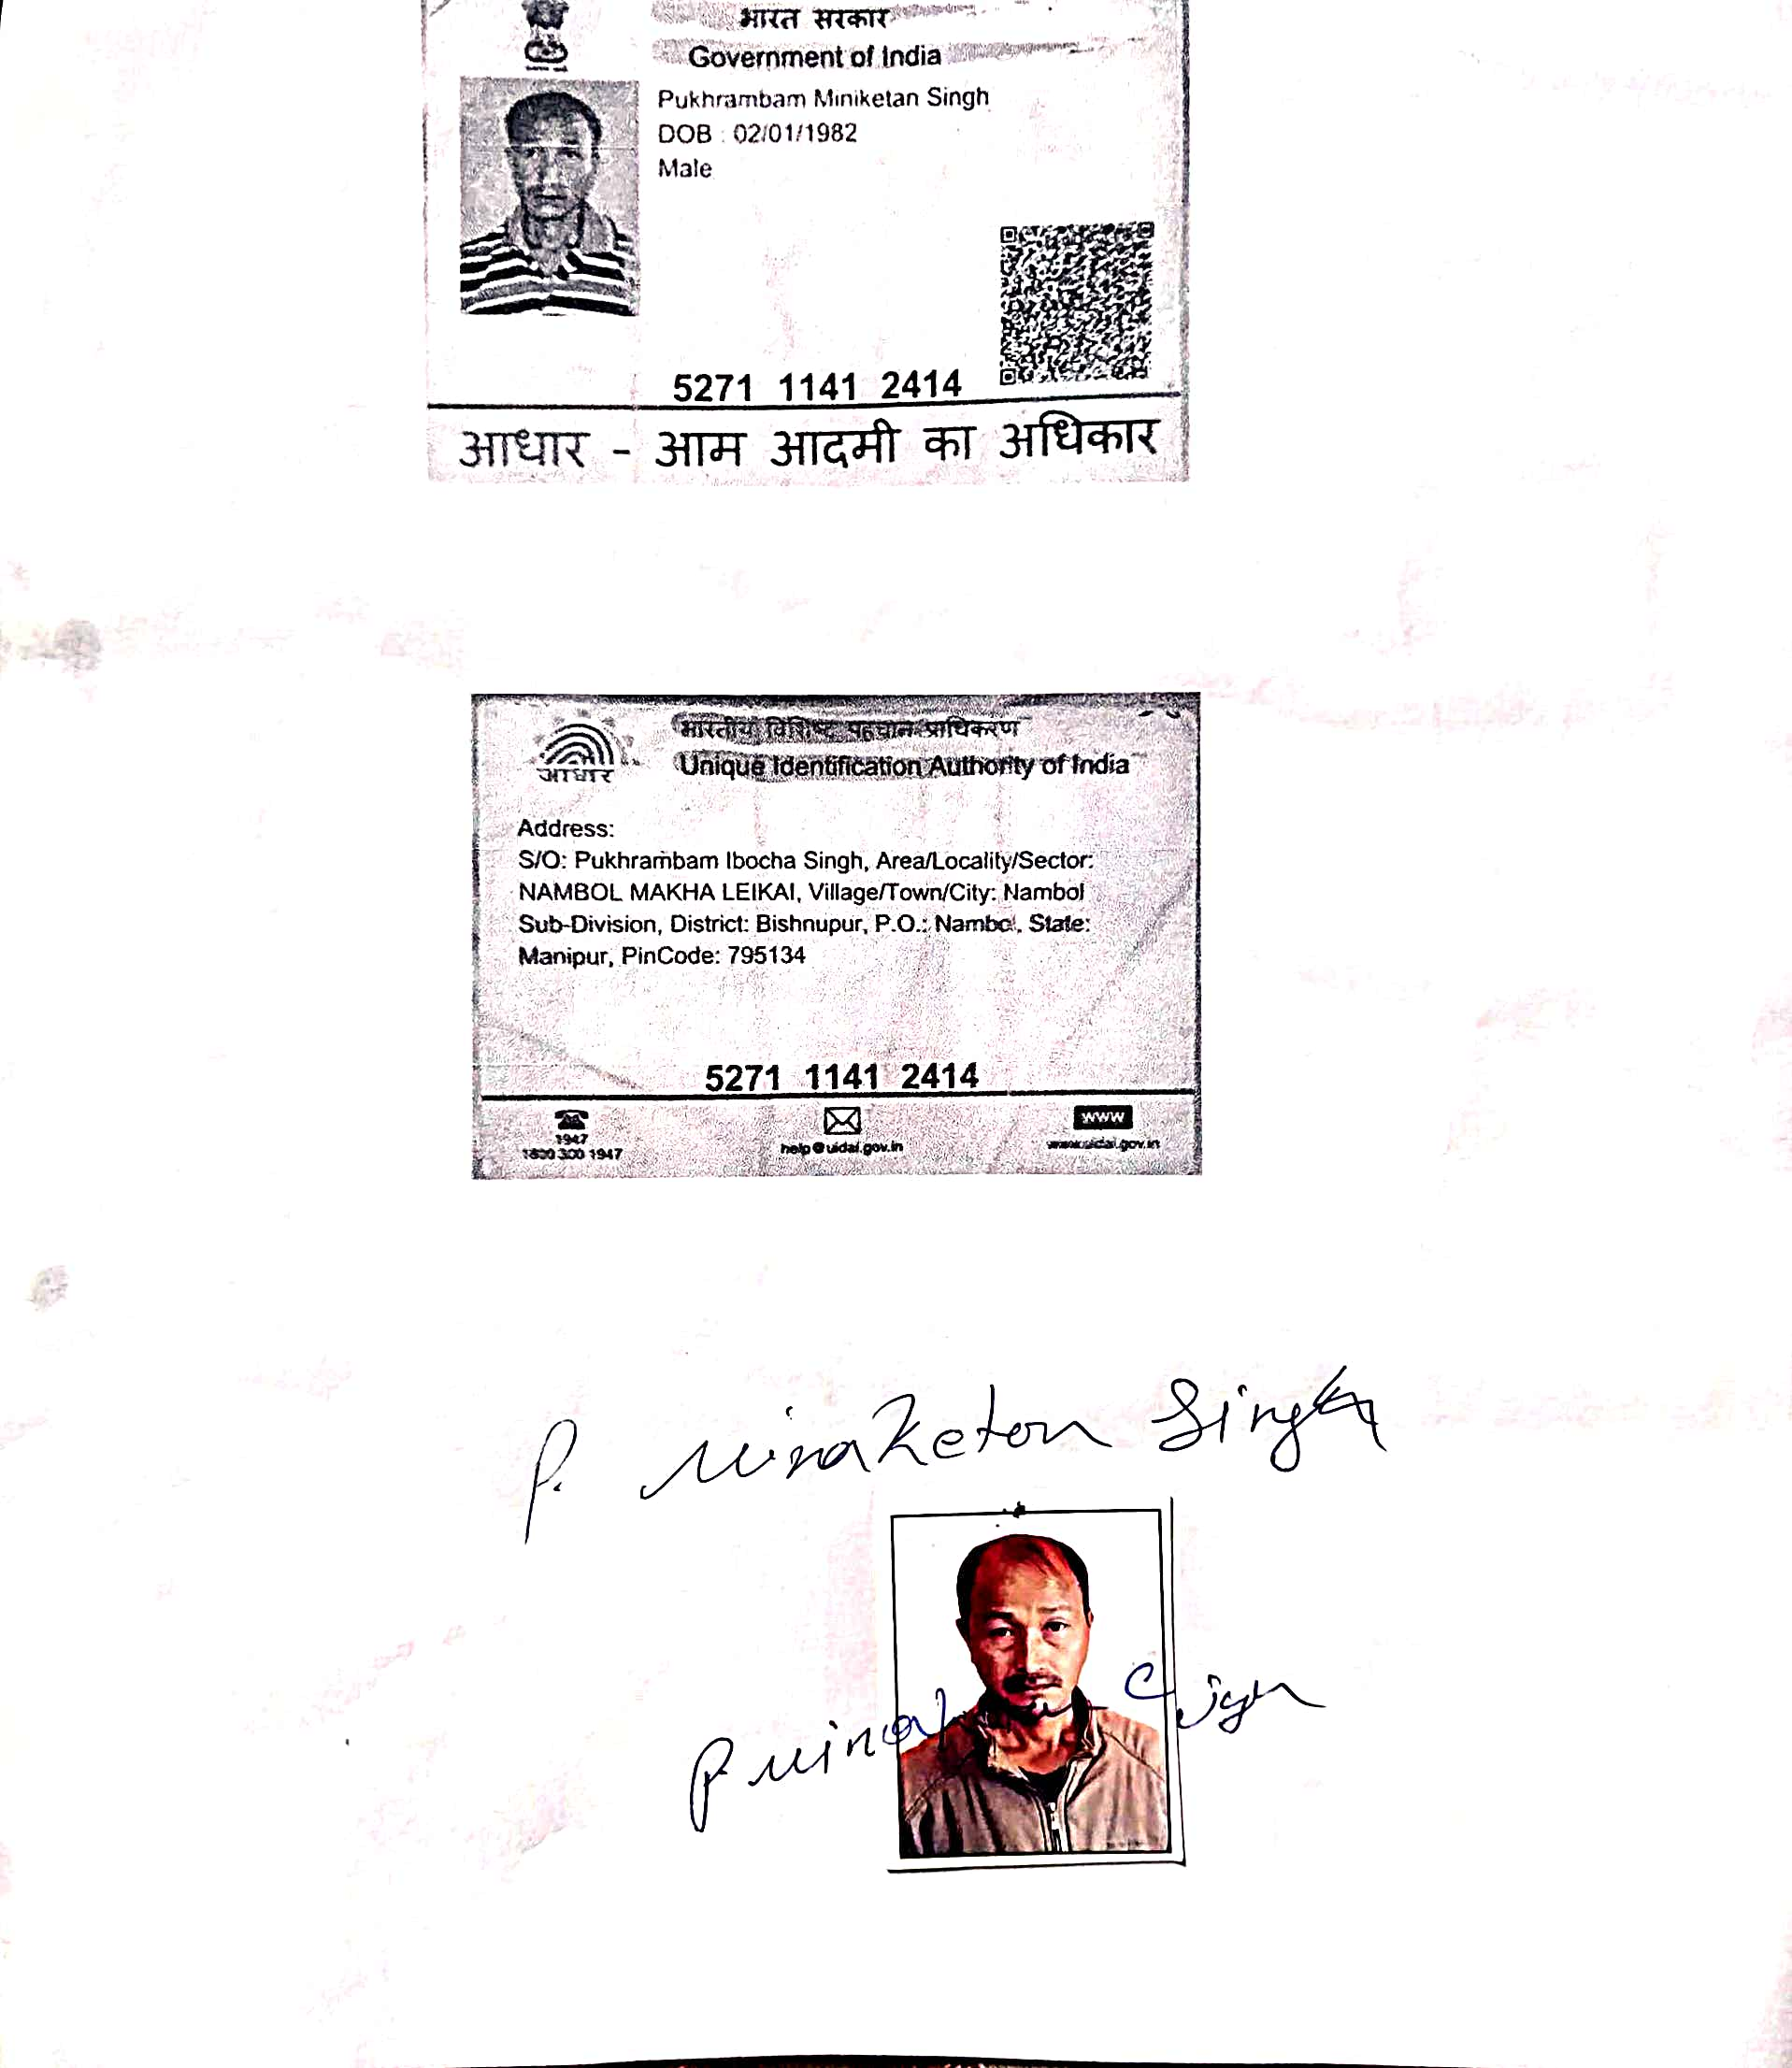 भारत सरकार
Government of India
Pukhrambam Miniketan Singh
DOB : 02/01/1982
Male
5271 1141 2414
आधार - आम आदमी का अधिकार
भारतीय विशिष्ट पहचान प्राधिकरण
Unique Identification Authority of India
आधार
Address:
S/O: Pukhrambam Ibocha Singh, Area/Locality/Sector:
NAMBOL MAKHA LEIKAI, Village/Town/City: Nambol
Sub-Division, District: Bishnupur, P.O.: Nambol, State:
Manipur, PinCode: 795134
5271 1141 2414
1947
1800 300 1947
help@uidai.gov.in
www
www.uidai.gov.in
P. Minaketon Singh